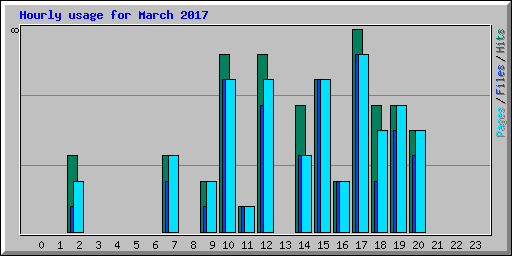 Hourly usage for March 2017
8
Pages/Files/Hits
0 1 2 3 4 5 6 7 8 9 10 11 12 13 14 15 16 17 18 19 20 21 22 23